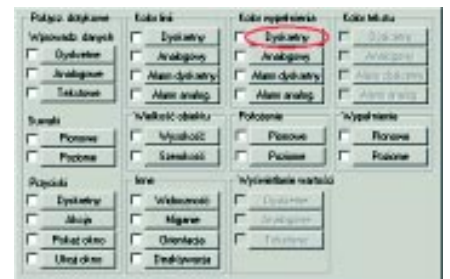 Połącz. dotykowe
Wprowadz. danych
Dyskretne
Analogowe
Tekstowe
Suwaki
Pionowe
Poziome
Przyciski
Dyskretny
Akcja
Pokaż okno
Ukryj okno
Kolor linii
Dyskretny
Analogowy
Alarm dyskretny
Alarm analog.
Wielkość obiektu
Wysokość
Szerokość
Inne
Widoczność
Miganie
Orientacja
Dezaktywacja
Kolor wypełnienia
Dyskretny
Analogowy
Alarm dyskretny
Alarm analog.
Położenie
Pionowe
Poziome
Wyświetlanie wartości
Dyskretne
Analogowe
Tekstowe
Kolor tekstu
Dyskretny
Analogowy
Alarm dyskretny
Alarm analog.
Wypełnienie
Pionowe
Poziome